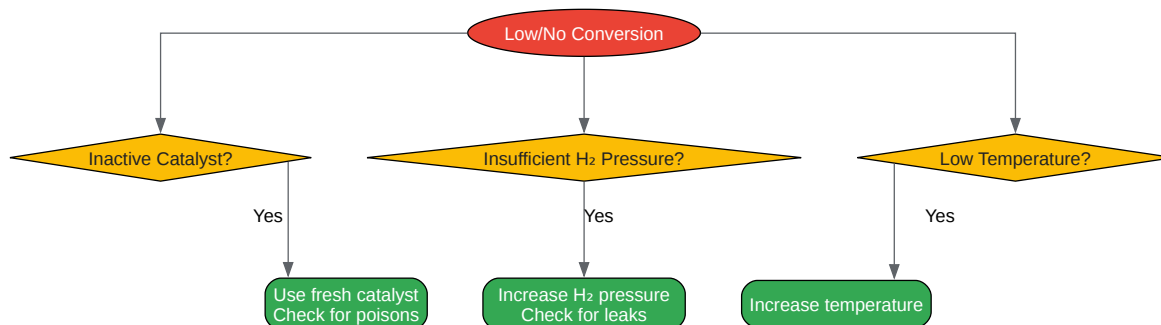 Low/No Conversion
Inactive Catalyst?
Insufficient H₂ Pressure?
Low Temperature?
Yes
Yes
Yes
Use fresh catalyst
Check for poisons
Increase H₂ pressure
Check for leaks
Increase temperature